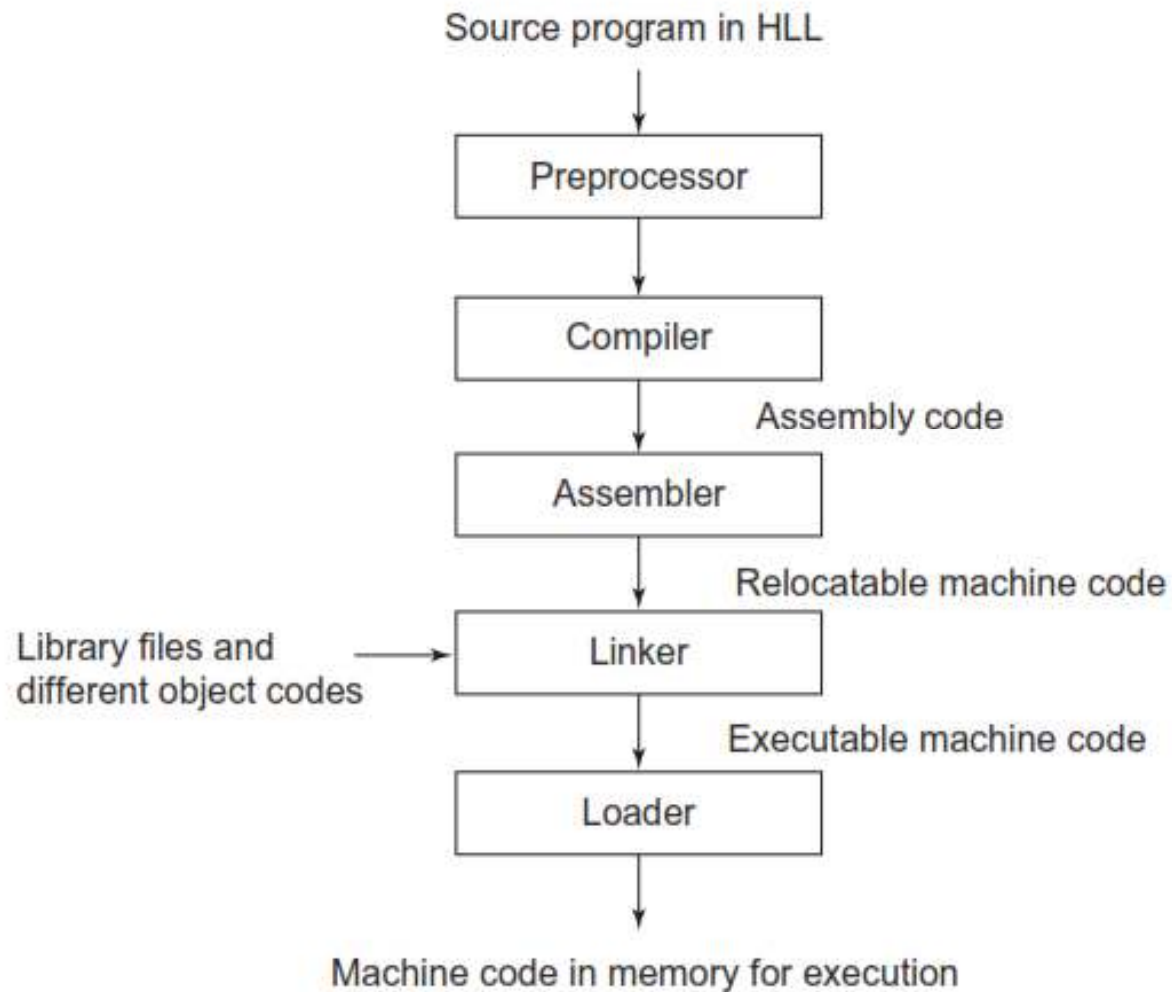 Source program in HLL
Preprocessor
Compiler
Assembly code
Assembler
Relocatable machine code
Library files and
different object codes
Linker
Executable machine code
Loader
Machine code in memory for execution